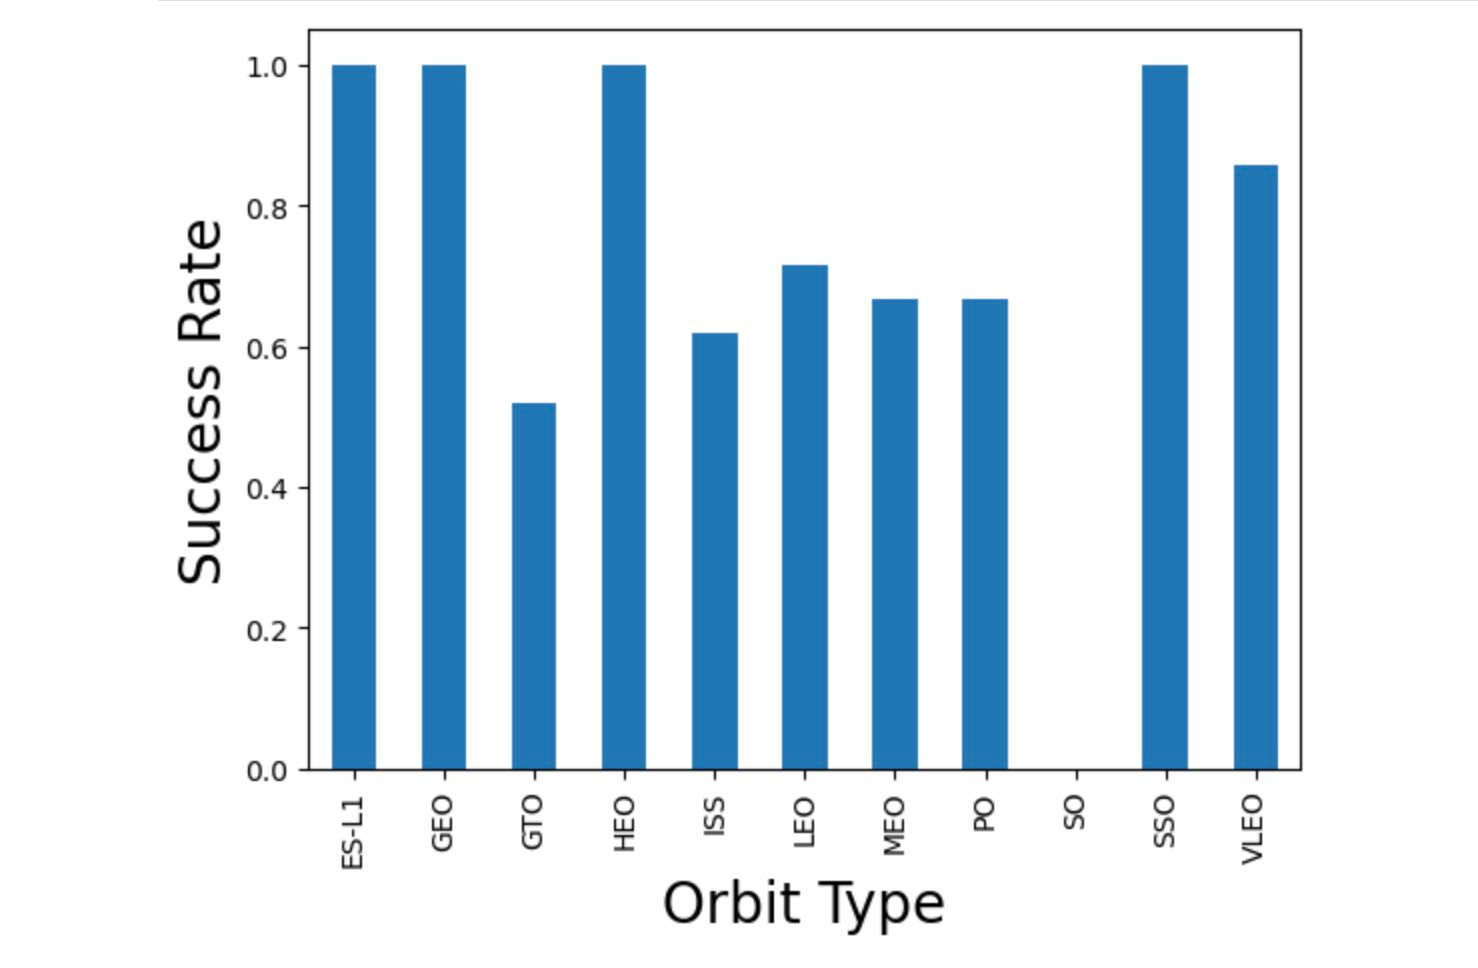 Success Rate
1.0
0.8
0.6
0.4
0.2
0.0
ES-L1
GEO
GTO
HEO
ISS
LEO
MEO
PO
SO
SSO
VLEO
Orbit Type